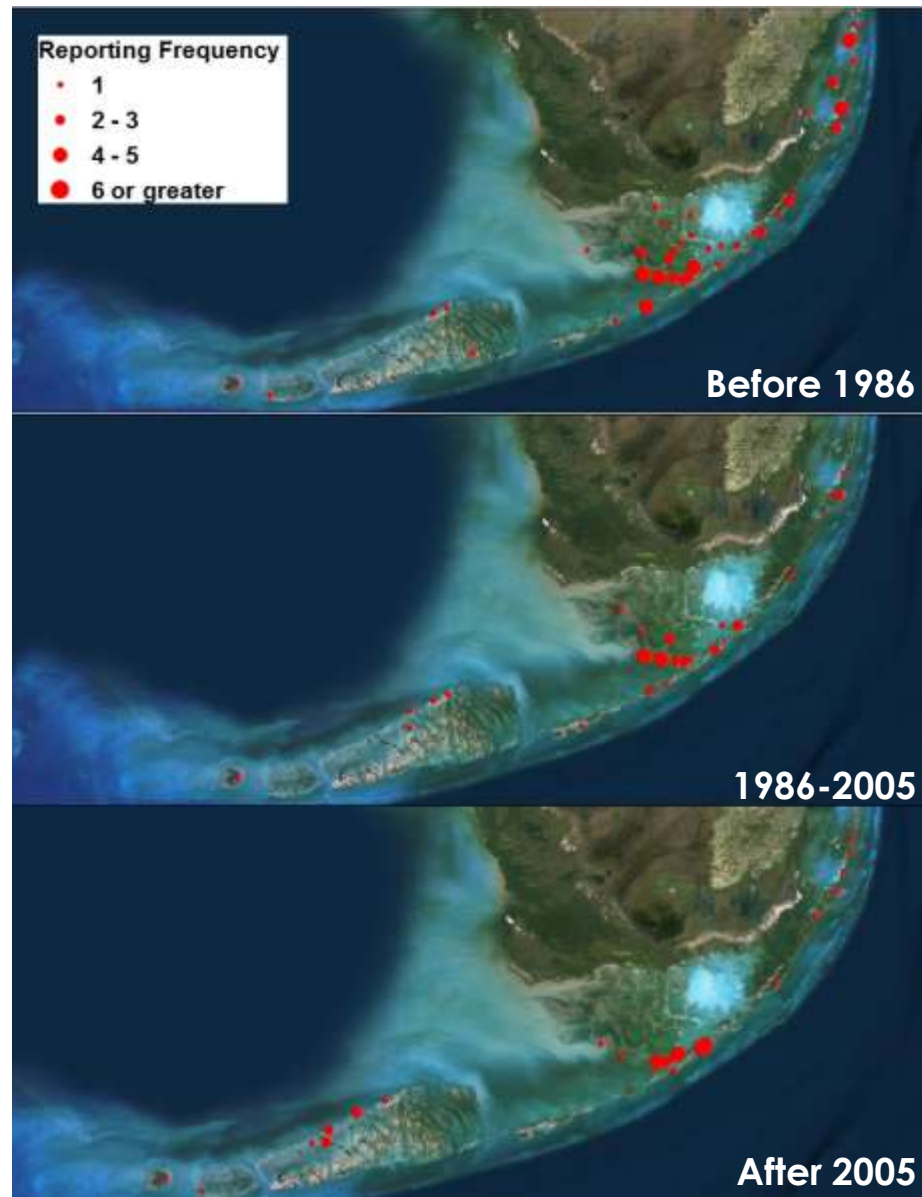 Reporting Frequency
1
2 - 3
4 - 5
6 or greater
Before 1986
1986-2005
After 2005